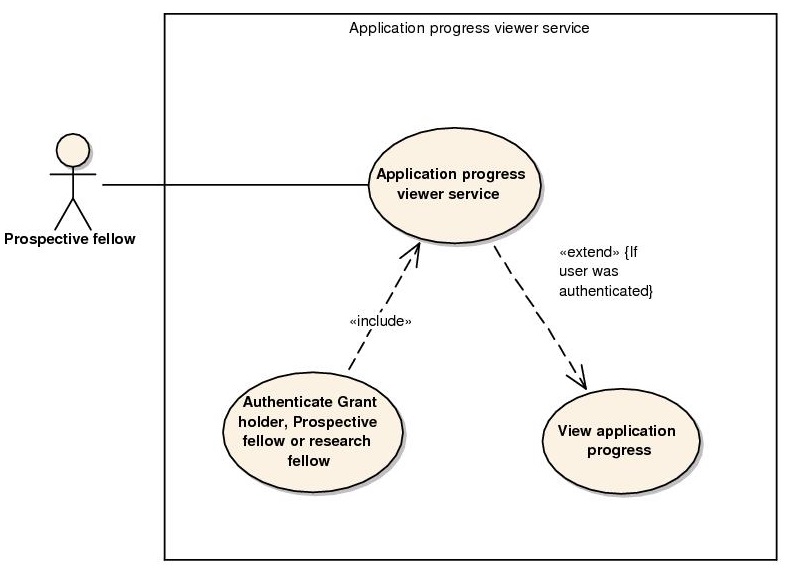 Application progress viewer service
Application progress
viewer service
Prospective fellow
«extend» {If
user was
authenticated}
«include»
Authenticate Grant
holder, Prospective
fellow or research
fellow
View application
progress